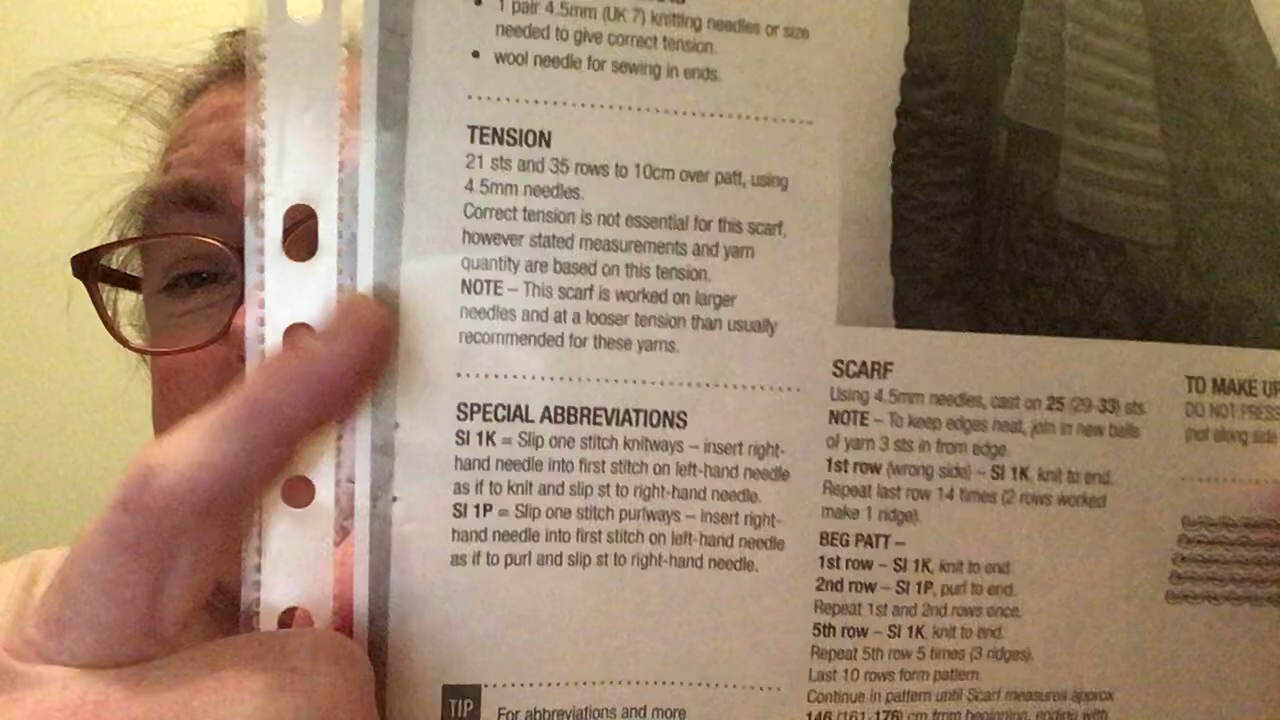 1 pair 4.5mm (UK 7) knitting needles or size
needed to give correct tension.
wool needle for sewing in ends.
TENSION
21 sts and 35 rows to 10cm over patt, using
4.5mm needles.
Correct tension is not essential for this scarf,
however stated measurements and yarn
quantity are based on this tension.
NOTE – This scarf is worked on larger
needles and at a looser tension than usually
recommended for these yarns.
SPECIAL ABBREVIATIONS
Sl 1K = Slip one stitch knitways – insert right-
hand needle into first stitch on left-hand needle
as if to knit and slip st to right-hand needle.
Sl 1P = Slip one stitch purlways – insert right-
hand needle into first stitch on left-hand needle
as if to purl and slip st to right-hand needle.
TIP
For abbreviations and more
SCARF
Using 4.5mm needles, cast on 25 (29-33) sts.
NOTE – To keep edges neat, join in new balls
of yarn 3 sts in from edge.
1st row (wrong side) – Sl 1K, knit to end.
Repeat last row 14 times (2 rows worked
make 1 ridge).
BEG PATT –
1st row – Sl 1K, knit to end.
2nd row – Sl 1P, purl to end.
Repeat 1st and 2nd rows once.
5th row – Sl 1K, knit to end.
Repeat 5th row 5 times (3 ridges).
Last 10 rows form pattern.
Continue in pattern until Scarf measures approx
146 (161-176) cm from beginning, ending with
TO MAKE UP
DO NOT PRESS
(not along side